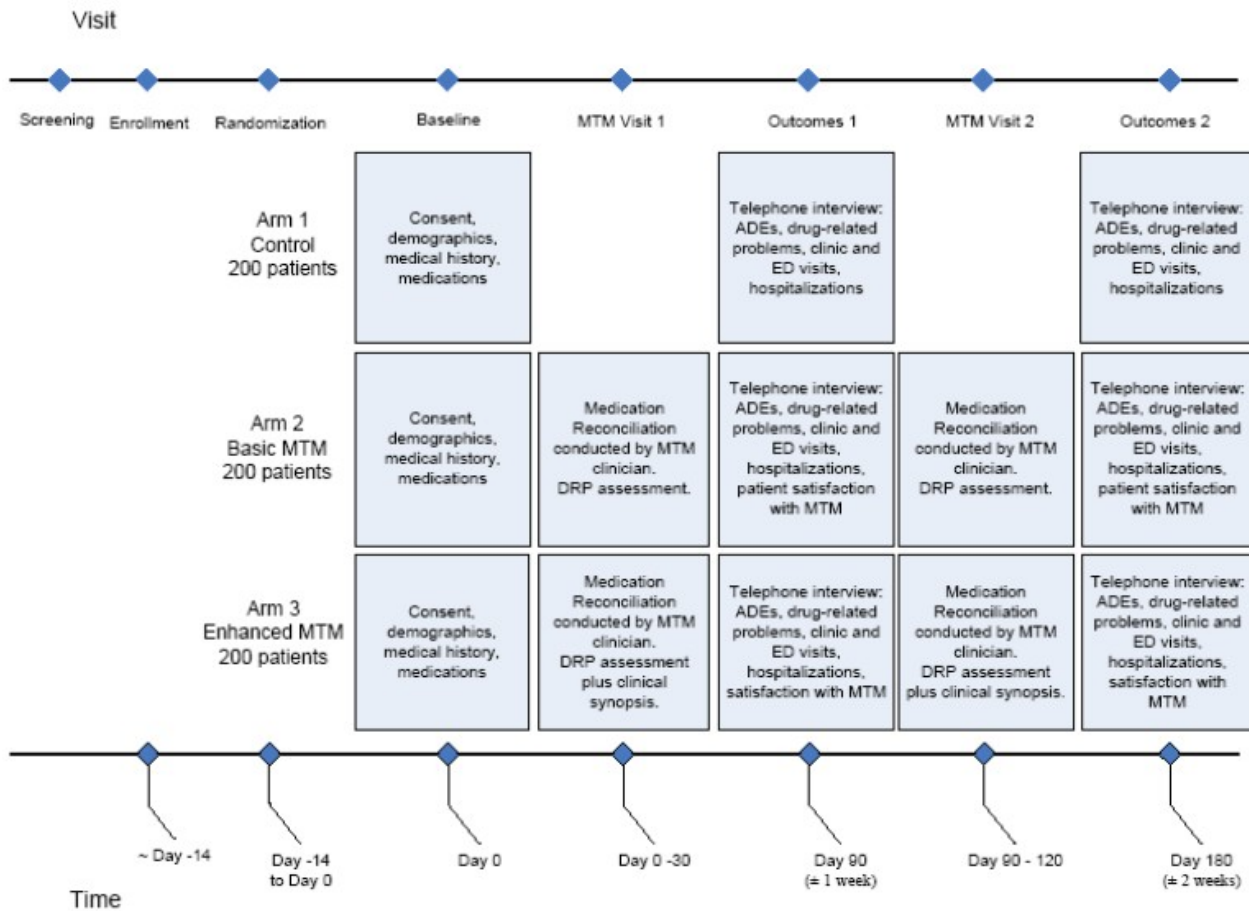 Visit
Screening
Enrollment
Randomization
Baseline
MTM Visit 1
Outcomes 1
MTM Visit 2
Outcomes 2
Arm 1
Control
200 patients
Consent,
demographics,
medical history,
medications
Telephone interview:
ADEs, drug-related
problems, clinic and
ED visits,
hospitalizations
Telephone interview:
ADEs, drug-related
problems, clinic and
ED visits,
hospitalizations
Arm 2
Basic MTM
200 patients
Consent,
demographics,
medical history,
medications
Medication
Reconciliation
conducted by MTM
clinician.
DRP assessment.
Telephone interview:
ADEs, drug-related
problems, clinic and
ED visits,
hospitalizations,
patient satisfaction
with MTM
Medication
Reconciliation
conducted by MTM
clinician.
DRP assessment.
Telephone interview:
ADEs, drug-related
problems, clinic and
ED visits,
hospitalizations,
patient satisfaction
with MTM
Arm 3
Enhanced MTM
200 patients
Consent,
demographics,
medical history,
medications
Medication
Reconciliation
conducted by MTM
clinician.
DRP assessment
plus clinical
synopsis.
Telephone interview:
ADEs, drug-related
problems, clinic and
ED visits,
hospitalizations,
satisfaction with MTM
Medication
Reconciliation
conducted by MTM
clinician.
DRP assessment
plus clinical synopsis.
Telephone interview:
ADEs, drug-related
problems, clinic and
ED visits,
hospitalizations,
satisfaction with
MTM
~ Day -14
Day -14
to Day 0
Day 0
Day 0 -30
Day 90
(± 1 week)
Day 90 - 120
Day 180
(± 2 weeks)
Time